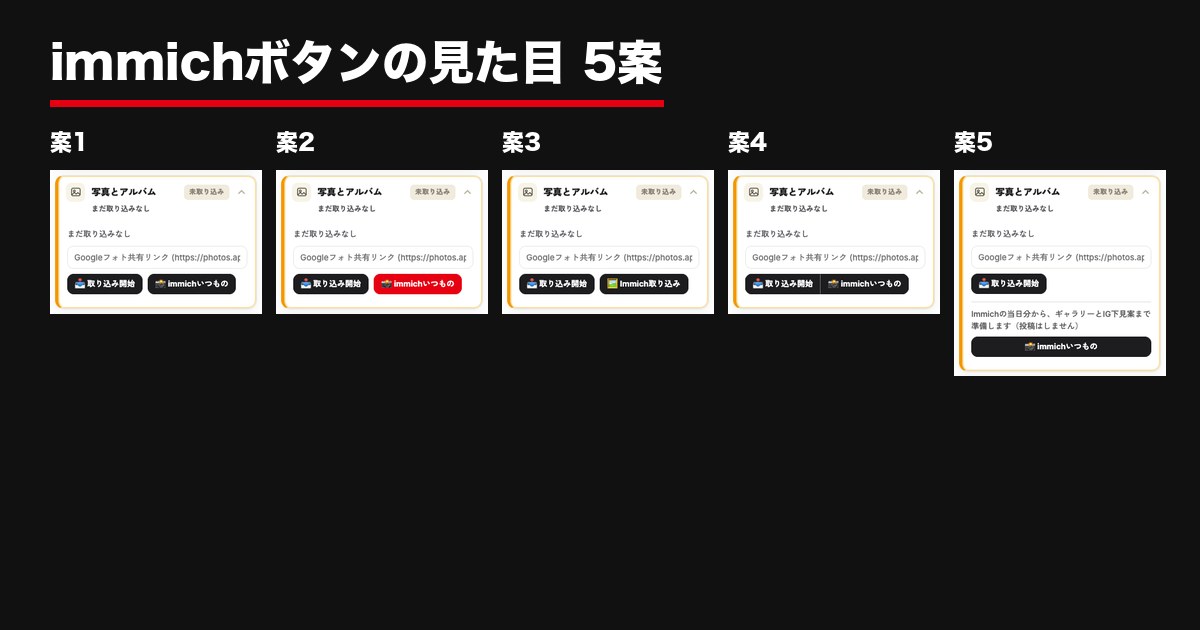 immichボタンの見た目 5案
案1
写真とアルバム 未取り込み
まだ取り込みなし
まだ取り込みなし
Googleフォト共有リンク (https://photos.ap
取り込み開始 immichいつもの
案2
写真とアルバム 未取り込み
まだ取り込みなし
まだ取り込みなし
Googleフォト共有リンク (https://photos.ap
取り込み開始 immichいつもの
案3
写真とアルバム 未取り込み
まだ取り込みなし
まだ取り込みなし
Googleフォト共有リンク (https://photos.ap
取り込み開始 Immich取り込み
案4
写真とアルバム 未取り込み
まだ取り込みなし
まだ取り込みなし
Googleフォト共有リンク (https://photos.ap
取り込み開始 immichいつもの
案5
写真とアルバム 未取り込み
まだ取り込みなし
まだ取り込みなし
Googleフォト共有リンク (https://photos.ap
取り込み開始
Immichの当日分から、ギャラリーとIG下見案まで
準備します（投稿はしません）
immichいつもの